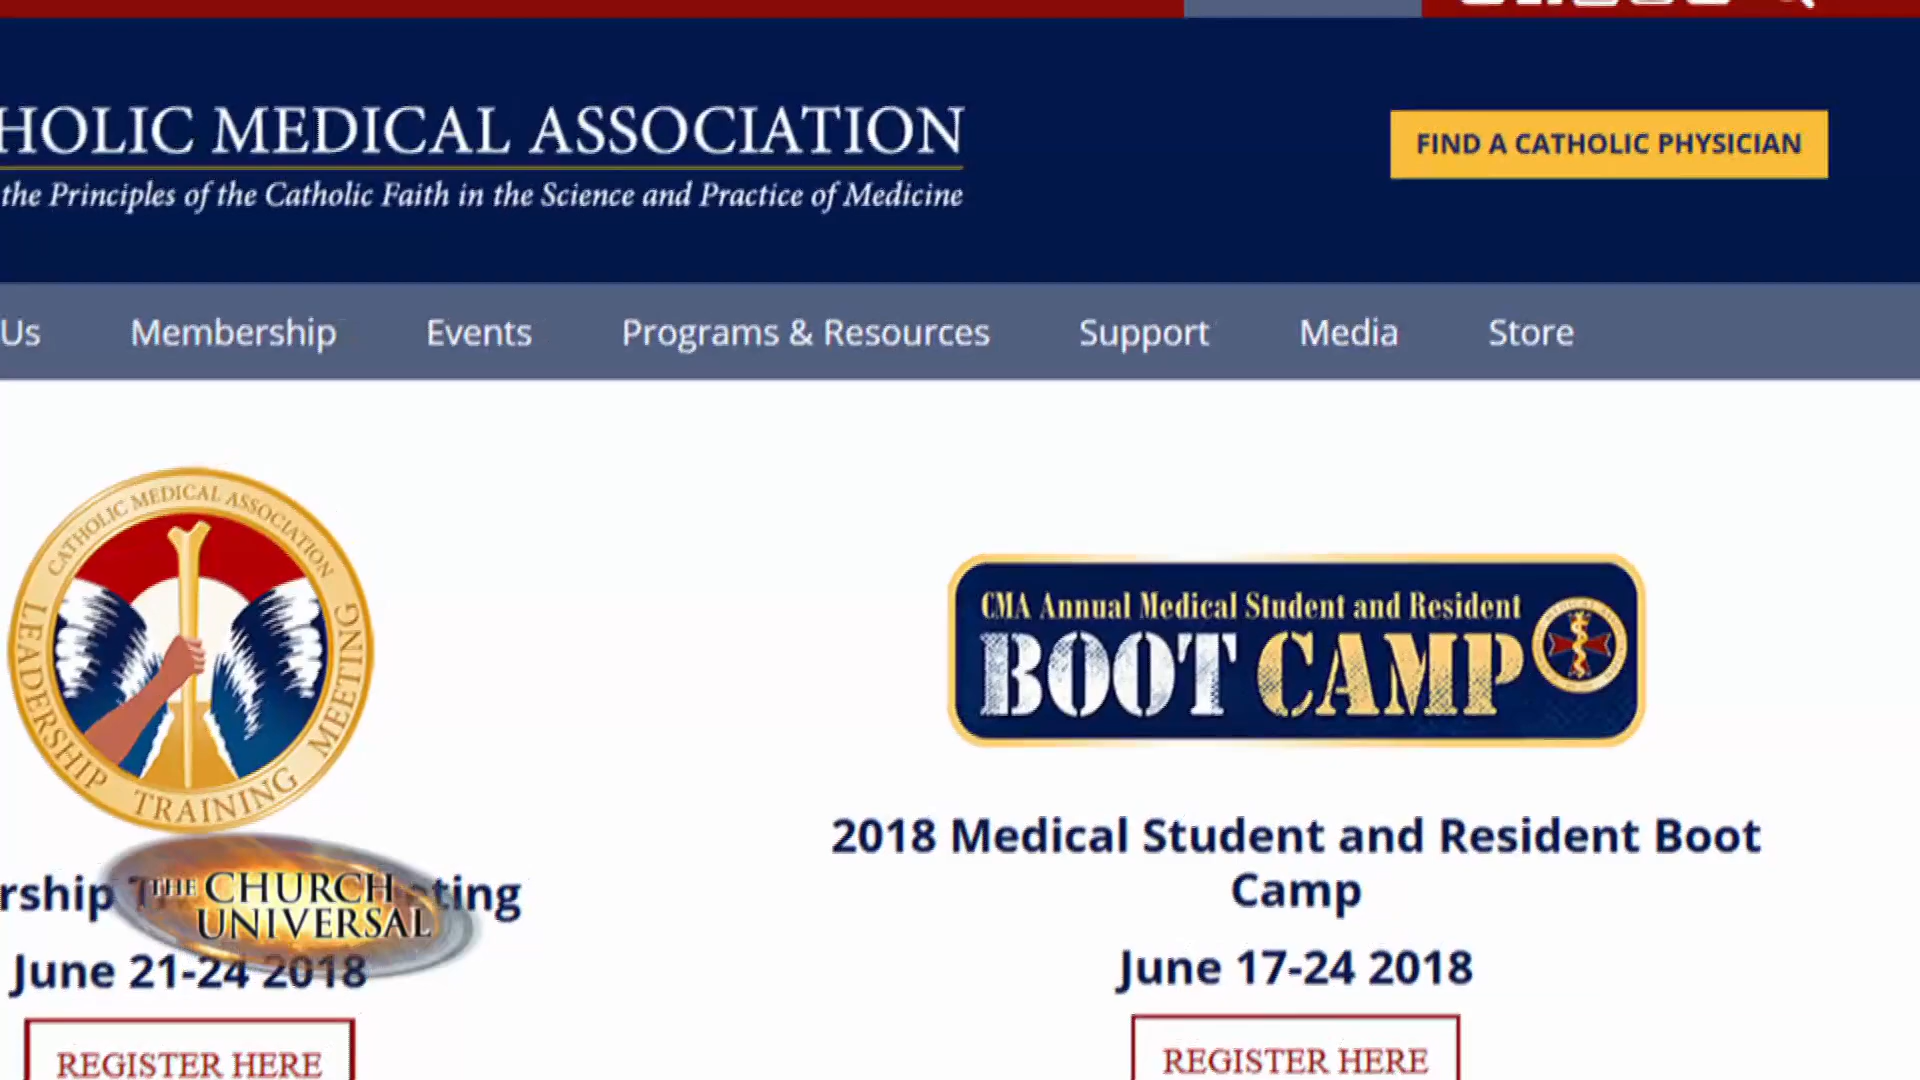 HOLIC MEDICAL ASSOCIATION
the Principles of the Catholic Faith in the Science and Practice of Medicine
FIND A CATHOLIC PHYSICIAN
Us Membership Events Programs & Resources Support Media Store
CATHOLIC MEDICAL ASSOCIATION
LEADERSHIP TRAINING MEETING
rship T ting
THE CHURCH
UNIVERSAL
June 21-24 2018
REGISTER HERE
CMA Annual Medical Student and Resident
BOOT CAMP
2018 Medical Student and Resident Boot
Camp
June 17-24 2018
REGISTER HERE